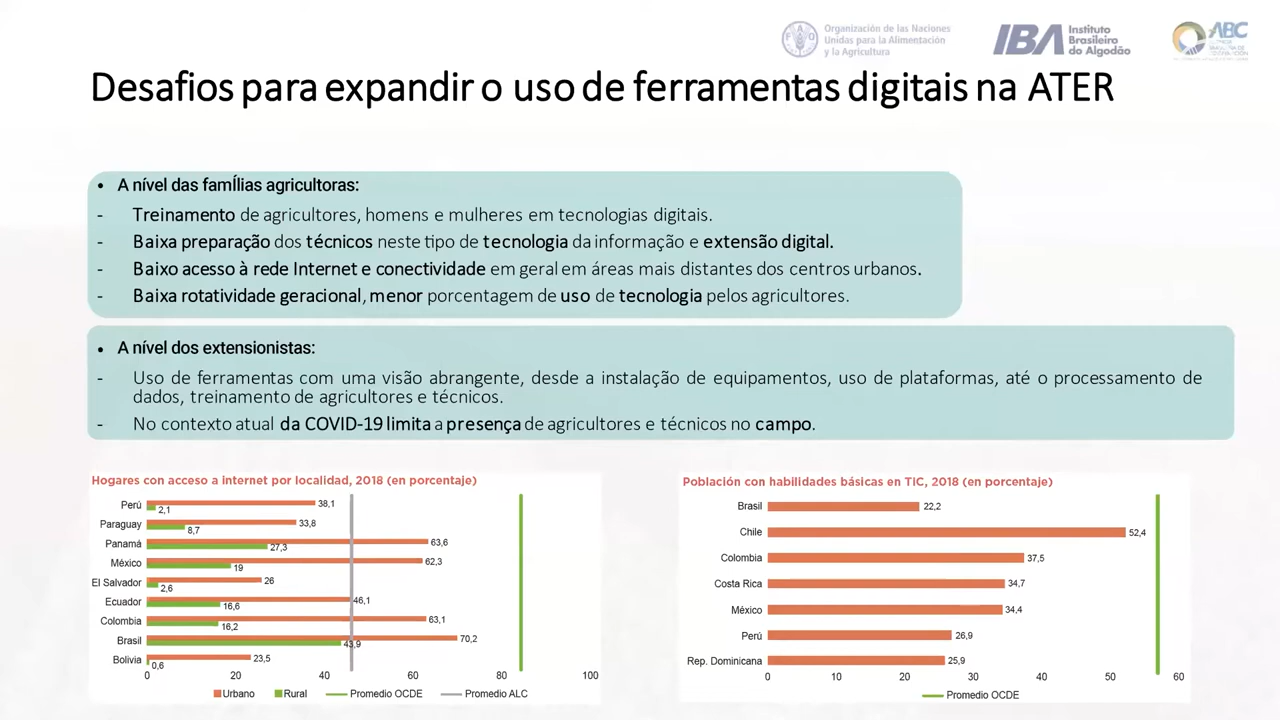 Organización de las Naciones
Unidas para la Alimentación
y la Agricultura
IBA Instituto
Brasileiro
do Algodão
ABC
Desafios para expandir o uso de ferramentas digitais na ATER
• A nível das famÍlias agricultoras:
- Treinamento de agricultores, homens e mulheres em tecnologias digitais.
- Baixa preparação dos técnicos neste tipo de tecnologia da informação e extensão digital.
- Baixo acesso à rede Internet e conectividade em geral em áreas mais distantes dos centros urbanos.
- Baixa rotatividade geracional, menor porcentagem de uso de tecnologia pelos agricultores.
• A nível dos extensionistas:
- Uso de ferramentas com uma visão abrangente, desde a instalação de equipamentos, uso de plataformas, até o processamento de
dados, treinamento de agricultores e técnicos.
- No contexto atual da COVID-19 limita a presença de agricultores e técnicos no campo.
Hogares con acceso a internet por localidad, 2018 (en porcentaje)
Perú 38,1
2,1
Paraguay 33,8
8,7
Panamá 63,6
27,3
México 62,3
19
El Salvador 26
2,6
Ecuador 46,1
16,6
Colombia 63,1
16,2
Brasil 70,2
43,9
Bolivia 23,5
0,6
0 20 40 60 80 100
Urbano Rural Promedio OCDE Promedio ALC
Población con habilidades básicas en TIC, 2018 (en porcentaje)
Brasil 22,2
Chile 52,4
Colombia 37,5
Costa Rica 34,7
México 34,4
Perú 26,9
Rep. Dominicana 25,9
0 10 20 30 40 50 60
Promedio OCDE